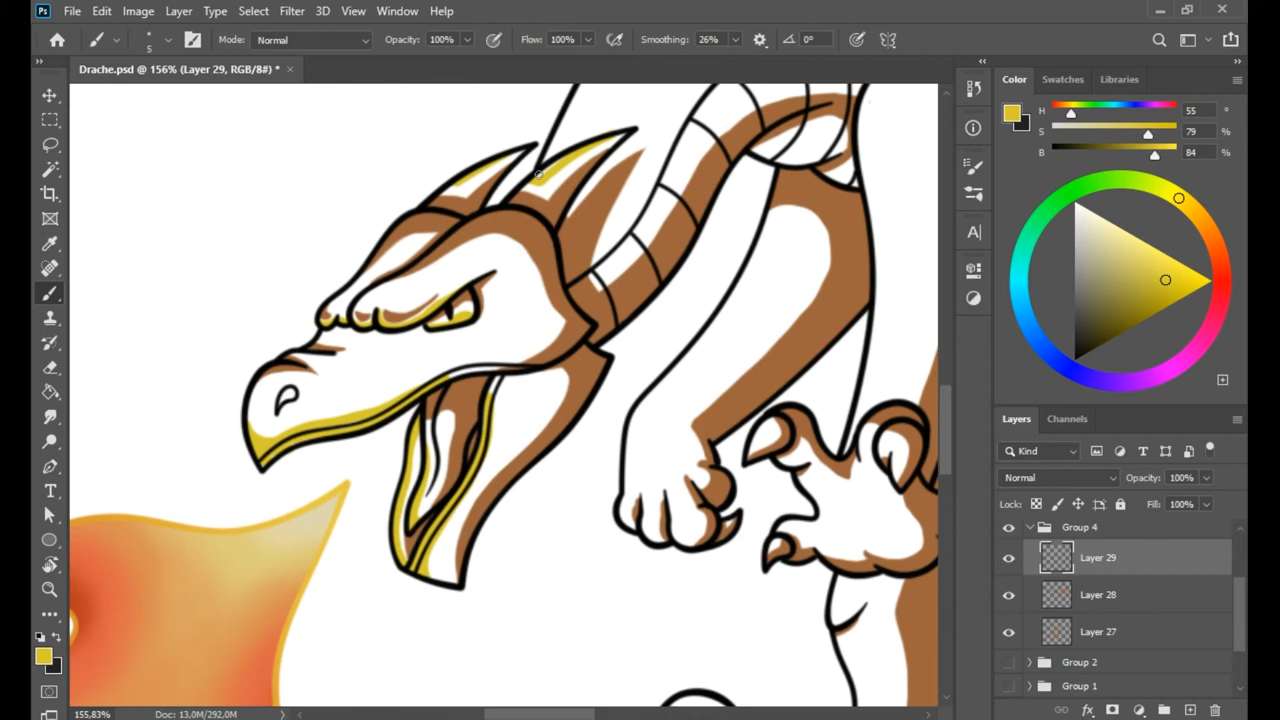 Ps File Edit Image Layer Type Select Filter 3D View Window Help
5 Mode: Normal Opacity: 100% Flow: 100% Smoothing: 26% 0°
Drache.psd @ 156% (Layer 29, RGB/8#) * ×
Color Swatches Libraries
H 55 °
S 79 %
B 84 %
Layers Channels
Kind
Normal Opacity: 100%
Lock: Fill: 100%
Group 4
Layer 29
Layer 28
Layer 27
Group 2
Group 1
fx
155,83% Doc: 13,0M/292,0M